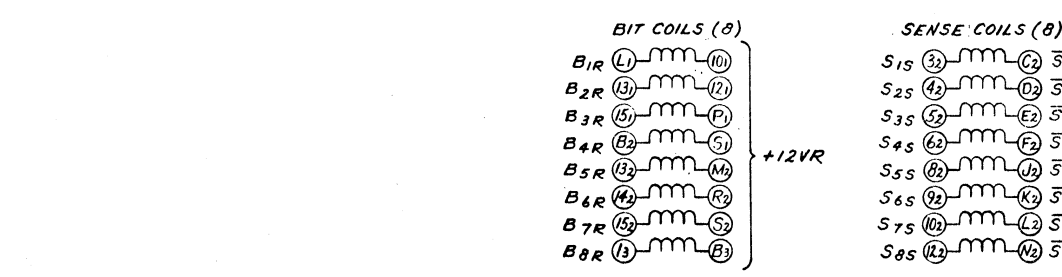 BIT COILS (8)
B1R L1 101
B2R 131 121
B3R 151 P1
B4R B2 S1
B5R 132 M2
B6R 142 R2
B7R 152 S2
B8R 13 B3
+12VR
SENSE COILS (8)
S1S 32 C2 S
S2S 42 D2 S
S3S 52 E2 S
S4S 62 F2 S
S5S 82 J2 S
S6S 92 K2 S
S7S 102 L2 S
S8S 122 N2 S